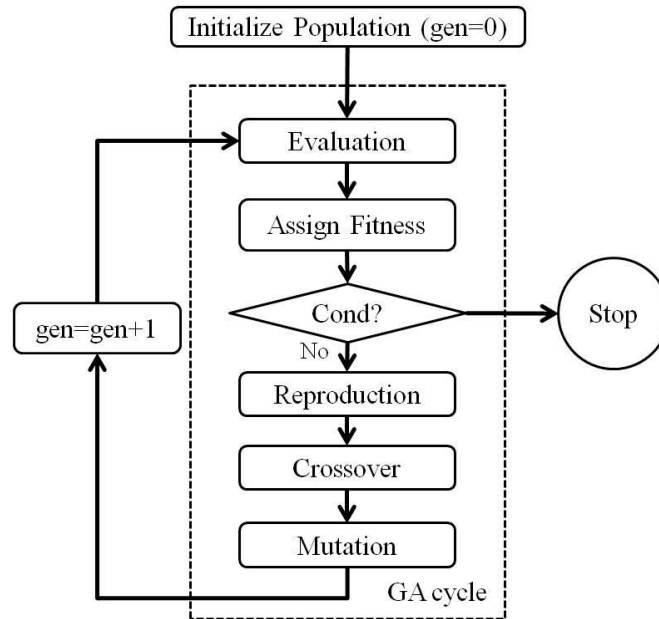 Initialize Population (gen=0)
Evaluation
Assign Fitness
Cond?
Stop
gen=gen+1
No
Reproduction
Crossover
Mutation
GA cycle